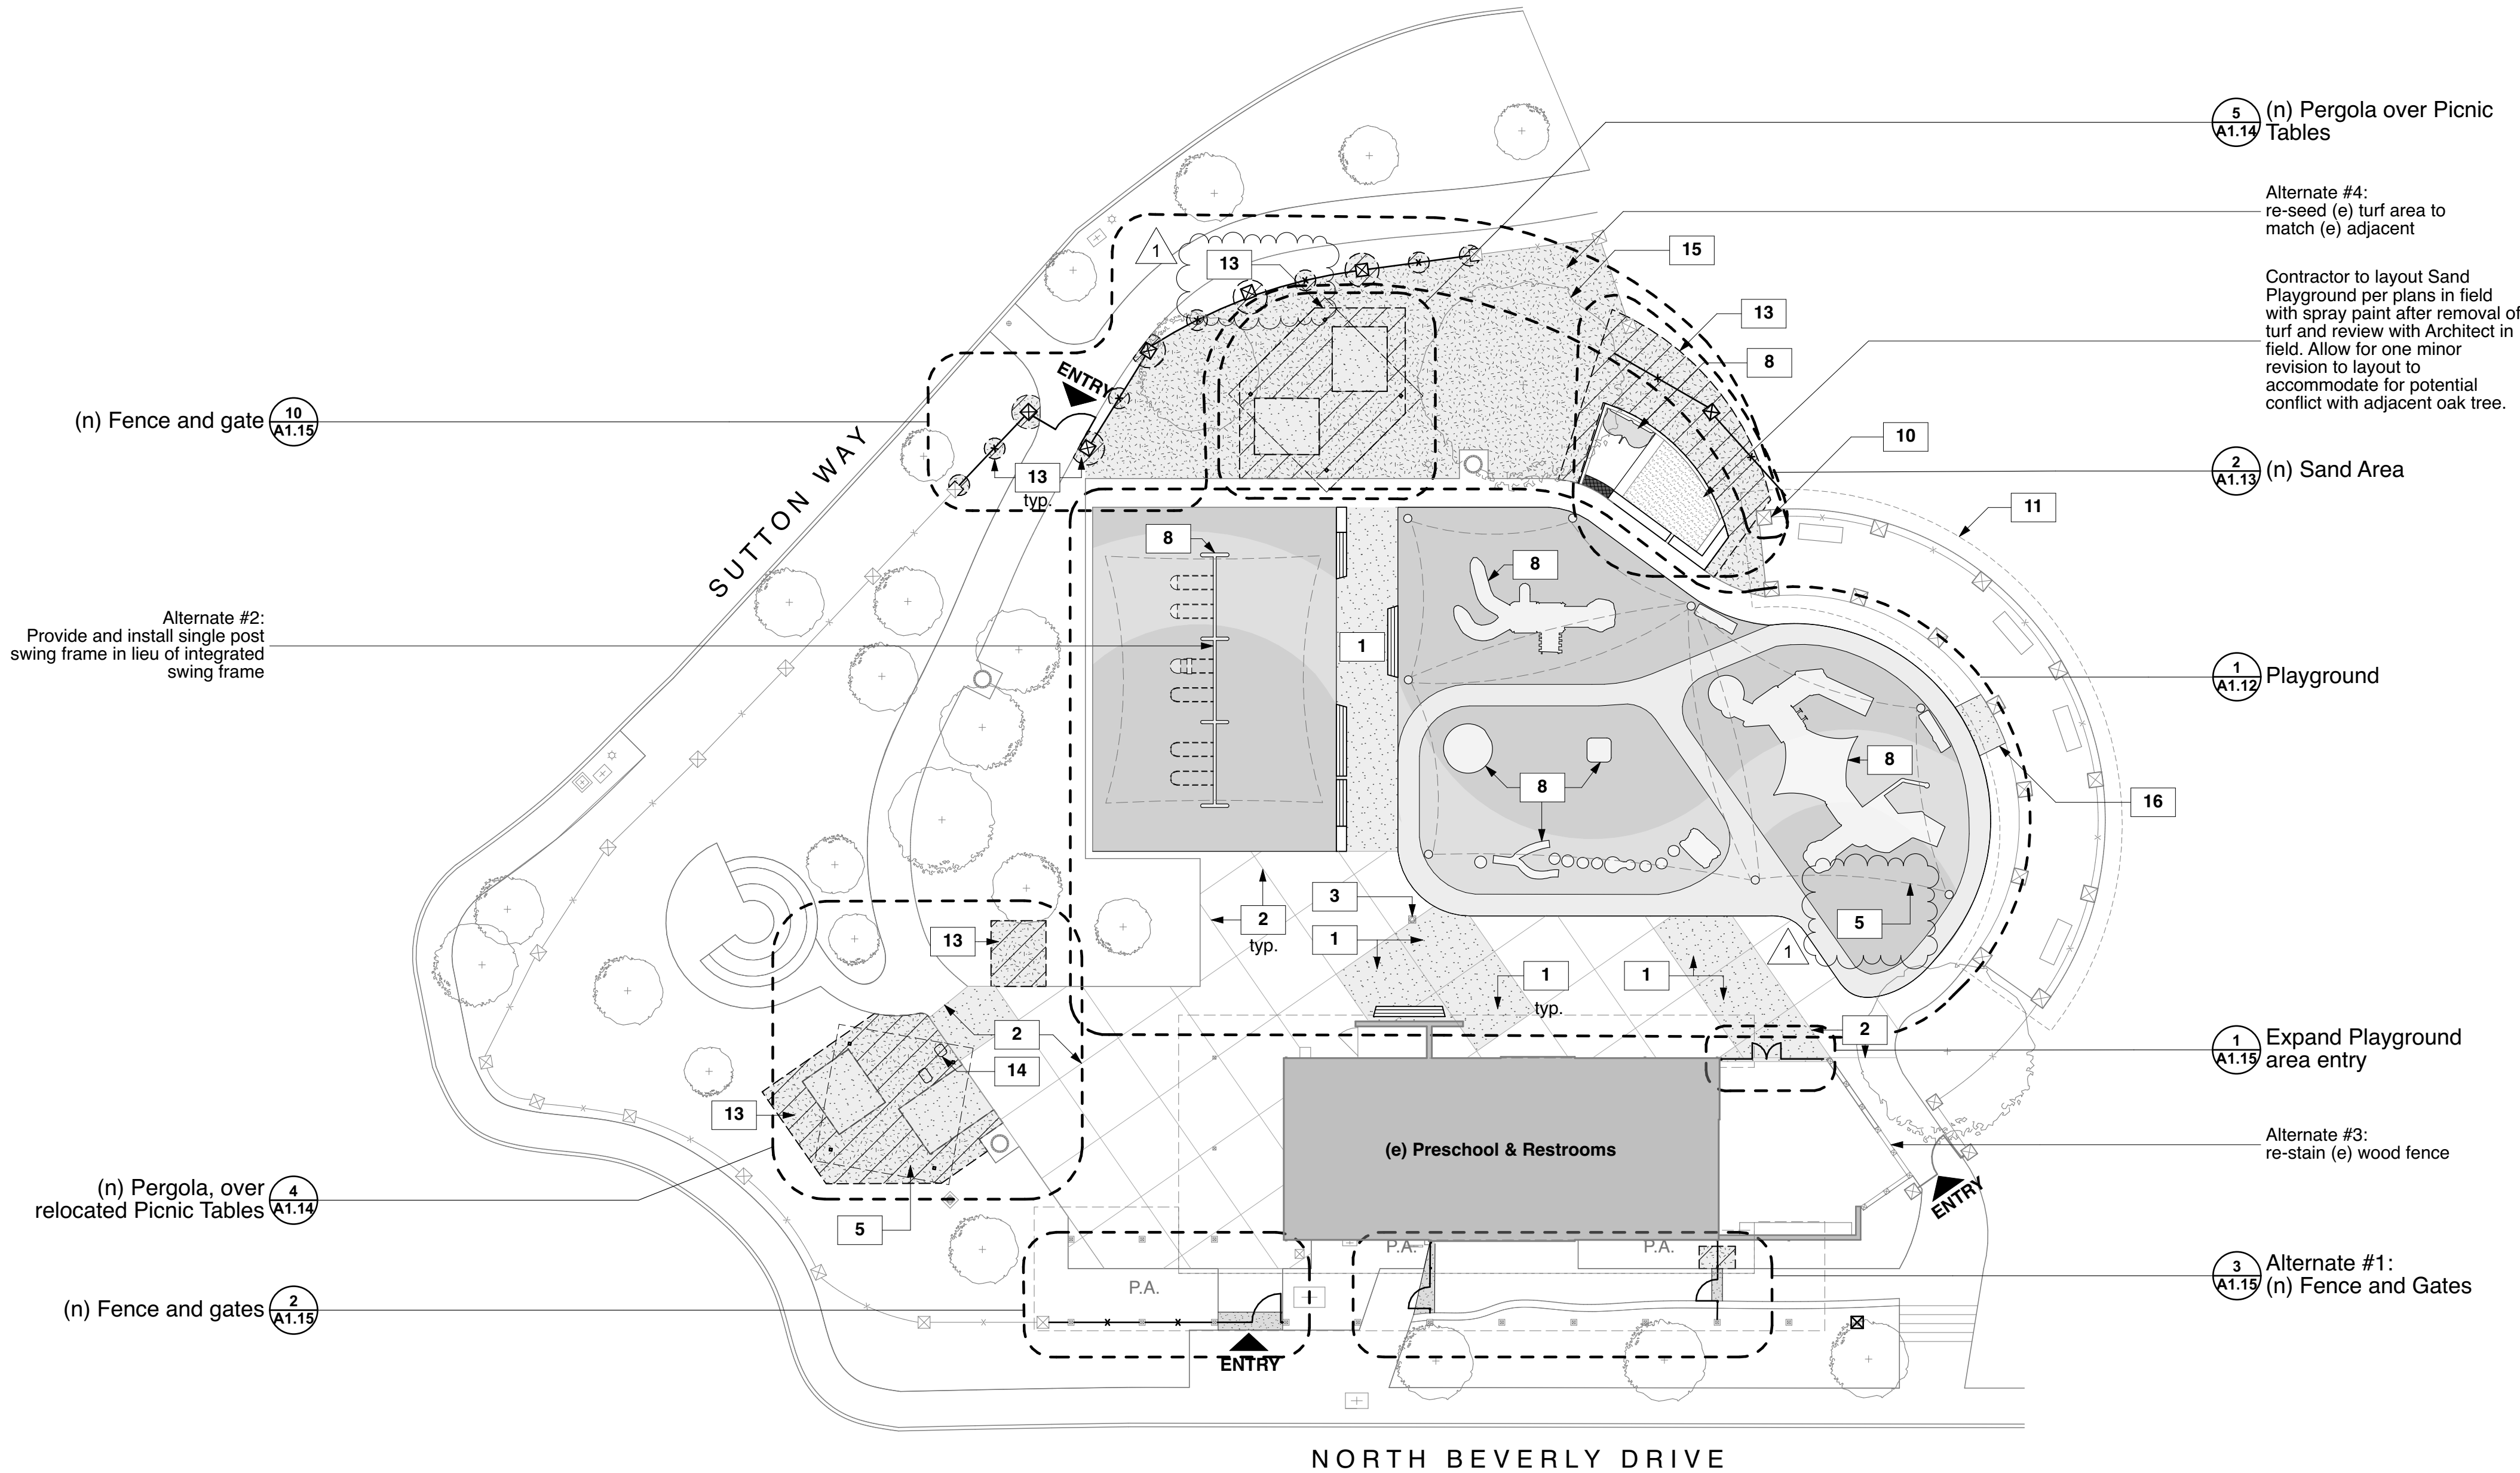 5
A1.14
(n) Pergola over Picnic
Tables
Alternate #4:
re-seed (e) turf area to
match (e) adjacent
15
1
13
Contractor to layout Sand
Playground per plans in field
with spray paint after removal of
turf and review with Architect in
field. Allow for one minor
revision to layout to
accommodate for potential
conflict with adjacent oak tree.
13
8
ENTRY
(n) Fence and gate
10
A1.15
10
2
A1.13
(n) Sand Area
13
typ.
11
SUTTON WAY
8
8
Alternate #2:
Provide and install single post
swing frame in lieu of integrated
swing frame
1
1
A1.12
Playground
8
8
16
3
2
typ.
5
13
1
1
1
1
typ.
2
2
1
A1.15
Expand Playground
area entry
14
13
(e) Preschool & Restrooms
Alternate #3:
re-stain (e) wood fence
(n) Pergola, over
relocated Picnic Tables
4
A1.14
ENTRY
5
P.A.
P.A.
3
A1.15
Alternate #1:
(n) Fence and Gates
P.A.
(n) Fence and gates
2
A1.15
ENTRY
NORTH BEVERLY DRIVE